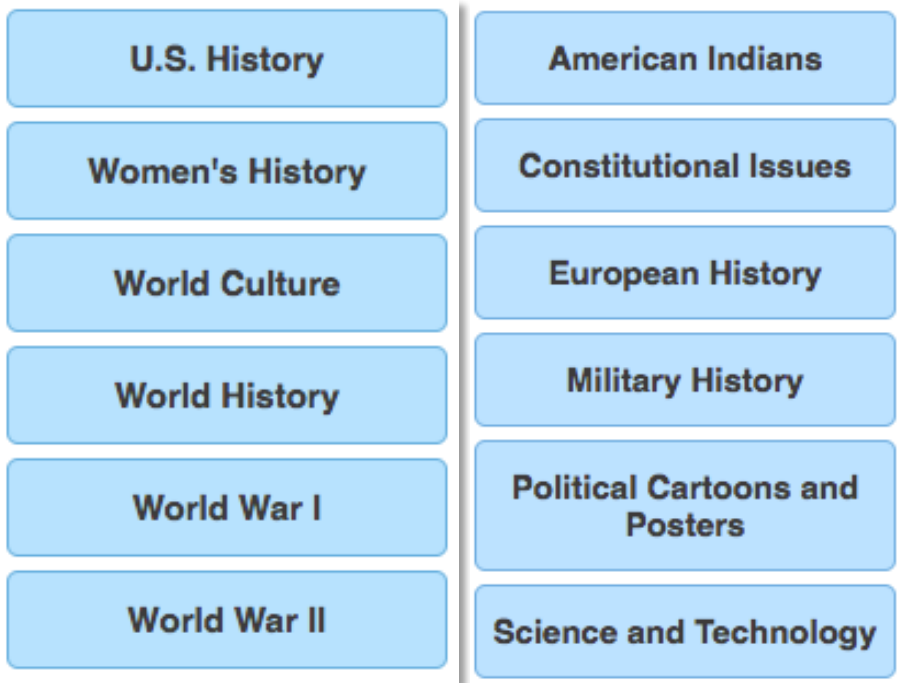 U.S. History
Women's History
World Culture
World History
World War I
World War II
American Indians
Constitutional Issues
European History
Military History
Political Cartoons and
Posters
Science and Technology